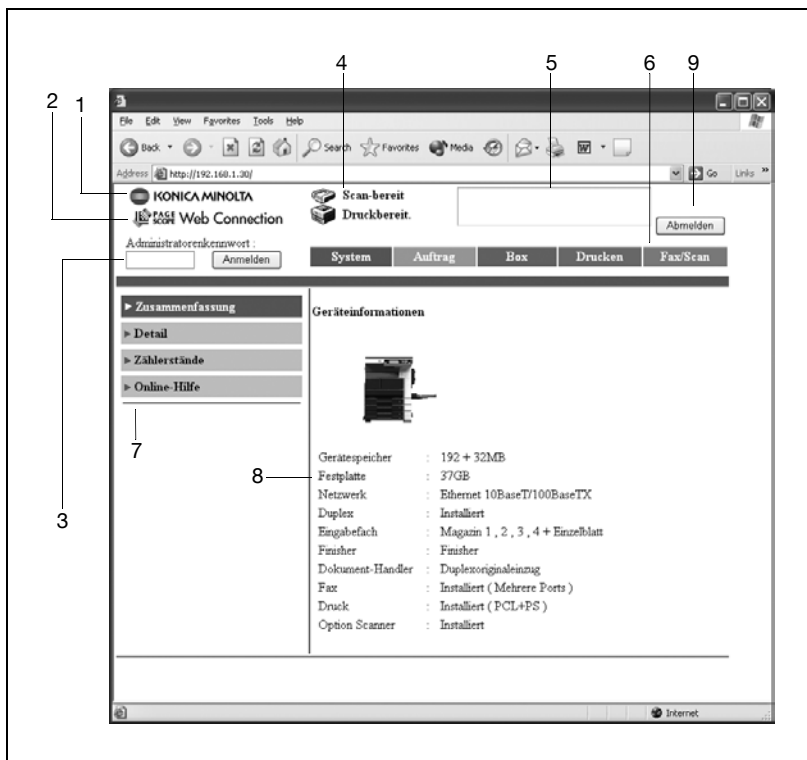 4 5 6 9
2 1
File Edit View Favorites Tools Help
Back Search Favorites Media
Address http://192.168.1.30/ Go Links »
KONICA MINOLTA
PAGE SCOPE Web Connection
Scan-bereit
Druckbereit.
Abmelden
Administratorenkennwort :
Anmelden
System Auftrag Box Drucken Fax/Scan
Zusammenfassung
Detail
Zählerstände
Online-Hilfe
7
3
Geräteinformationen
8
Gerätespeicher : 192 + 32MB
Festplatte : 37GB
Netzwerk : Ethernet 10BaseT/100BaseTX
Duplex : Installiert
Eingabefach : Magazin 1 , 2 , 3 , 4 + Einzelblatt
Finisher : Finisher
Dokument-Handler : Duplexoriginaleinzug
Fax : Installiert ( Mehrere Ports )
Druck : Installiert ( PCL+PS )
Option Scanner : Installiert
Internet